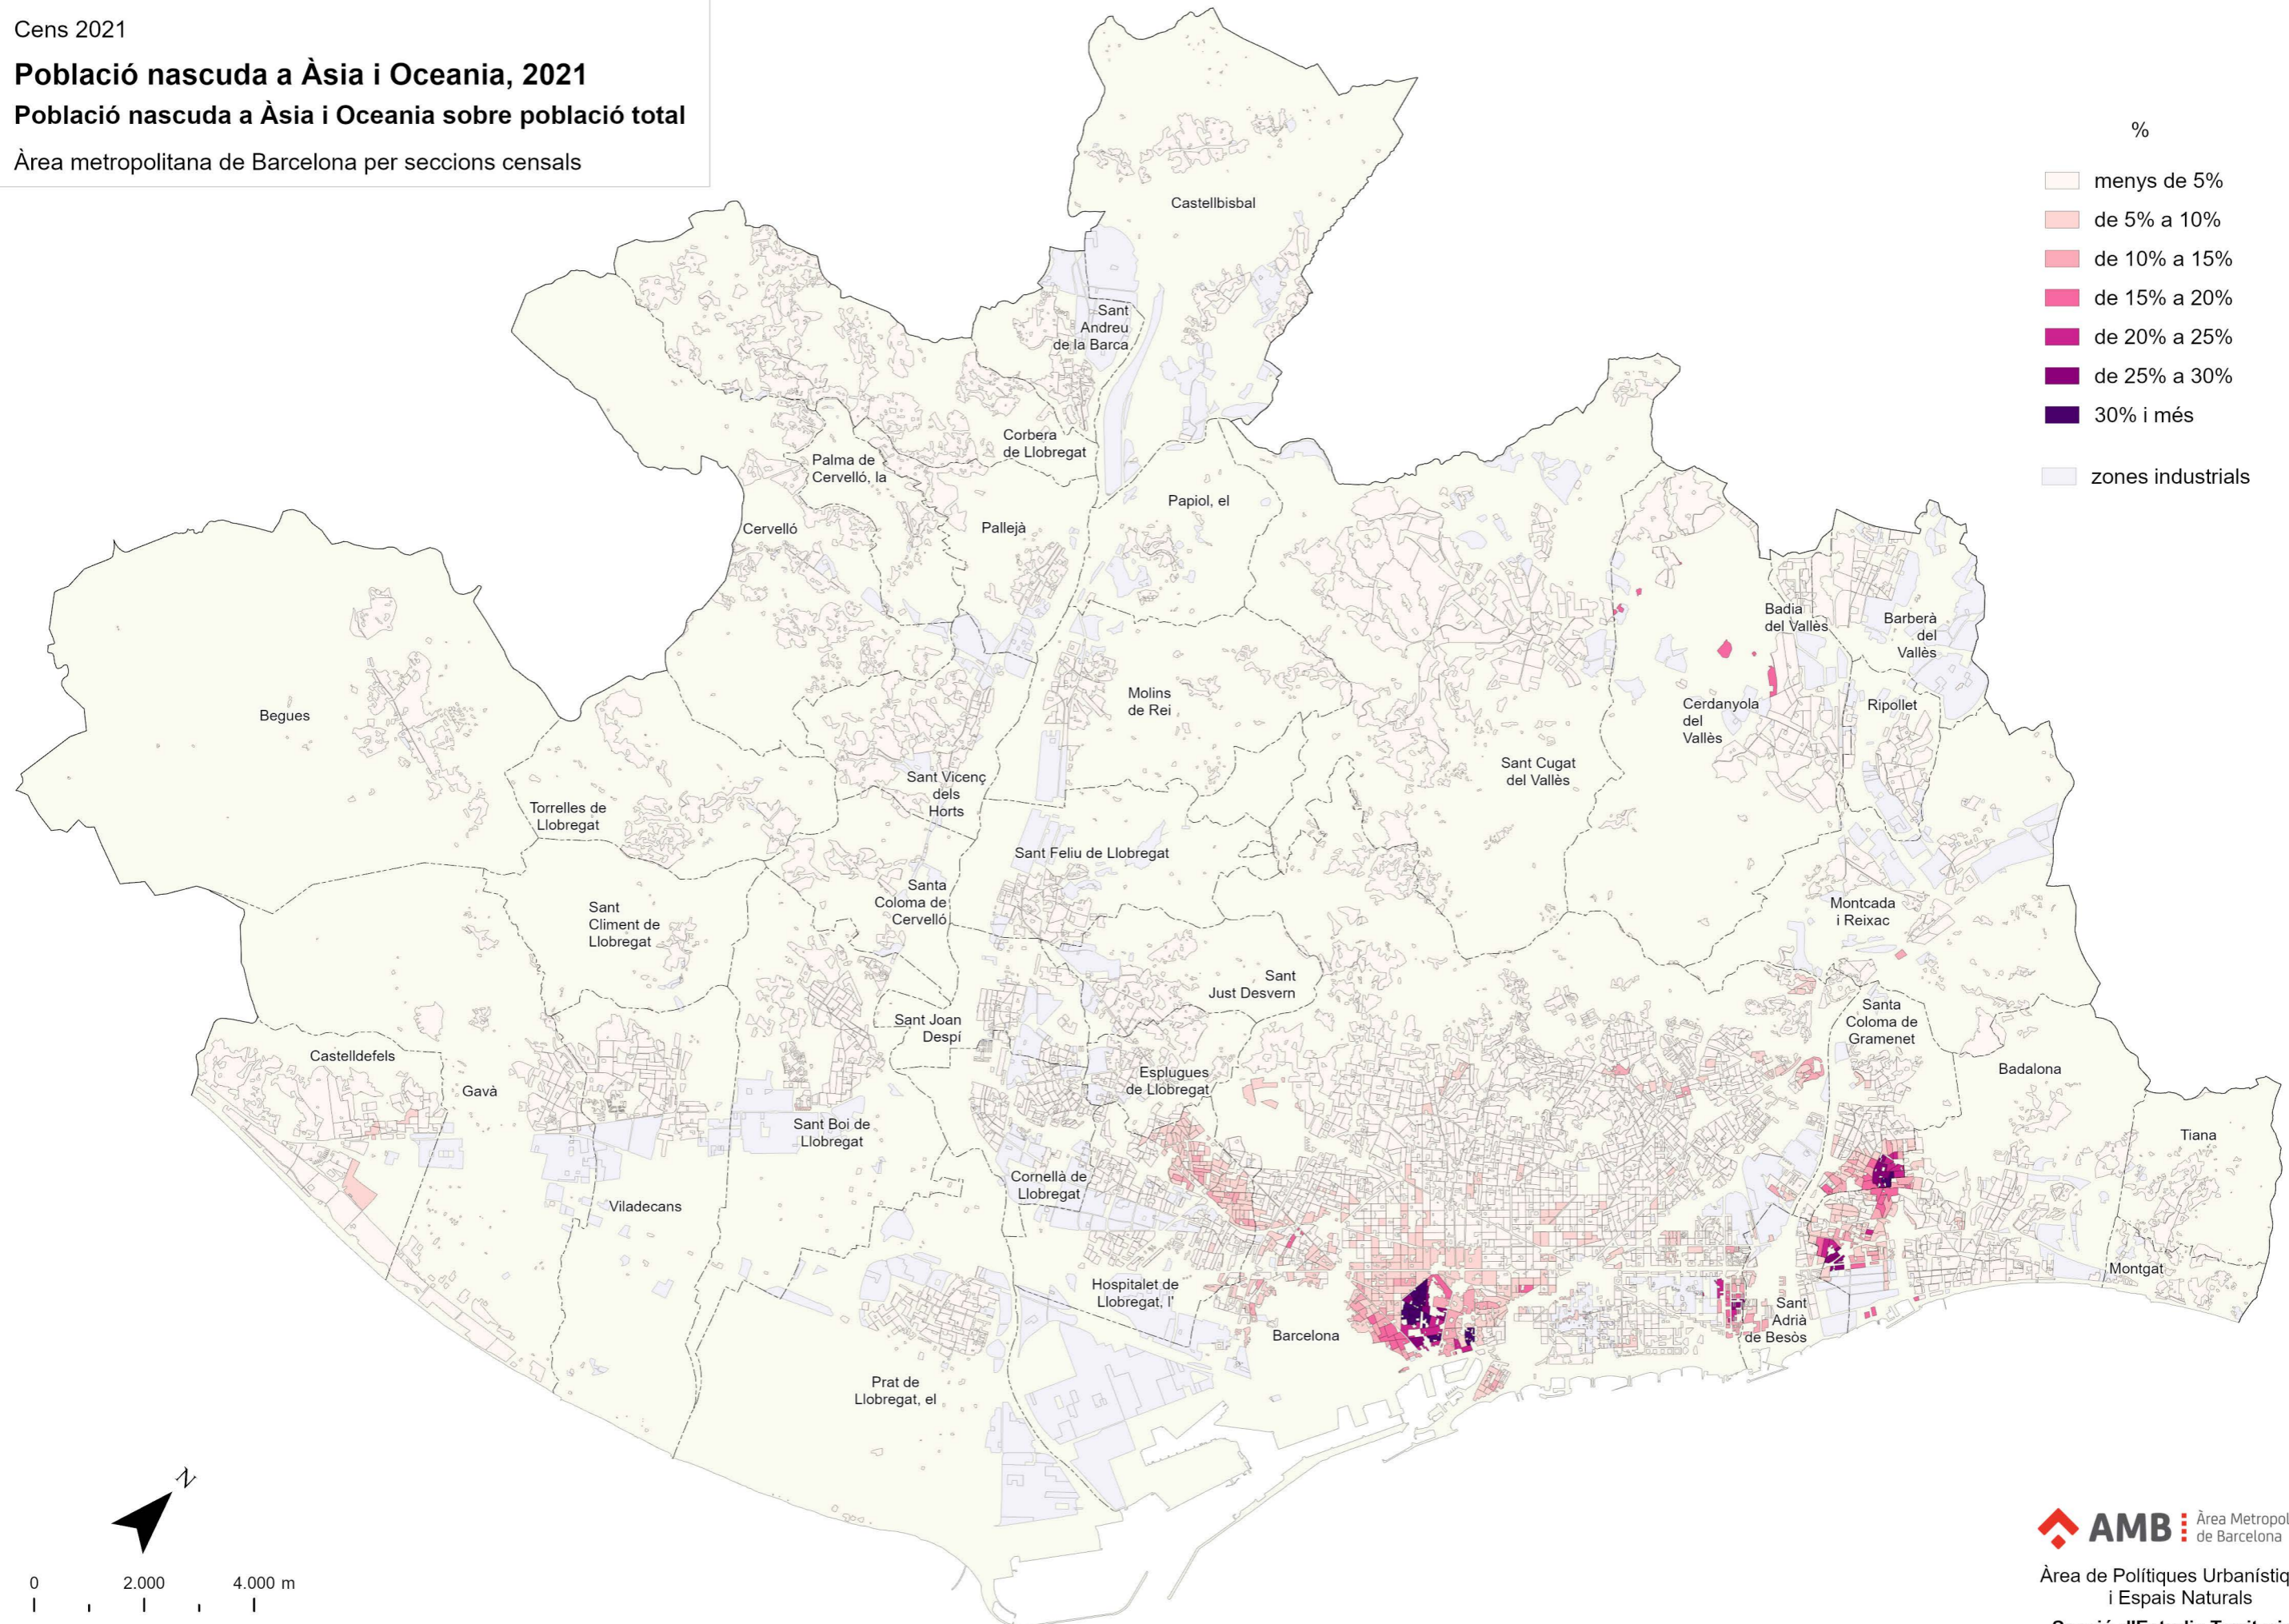 Cens 2021
Població nascuda a Àsia i Oceania, 2021
Població nascuda a Àsia i Oceania sobre població total
Àrea metropolitana de Barcelona per seccions censals
%
menys de 5%
de 5% a 10%
de 10% a 15%
de 15% a 20%
de 20% a 25%
de 25% a 30%
30% i més
zones industrials
Castellbisbal
Sant
Andreu
de la Barca
Corbera
de Llobregat
Palma de
Cervelló, la
Papiol, el
Cervelló
Pallejà
Badia
del Vallès
Barberà
del
Vallès
Molins
de Rei
Cerdanyola
del
Vallès
Ripollet
Begues
Sant Cugat
del Vallès
Sant Vicenç
dels
Horts
Torrelles de
Llobregat
Sant Feliu de Llobregat
Santa
Coloma de
Cervelló
Sant
Climent de
Llobregat
Montcada
i Reixac
Sant
Just Desvern
Santa
Coloma de
Gramenet
Sant Joan
Despí
Castelldefels
Badalona
Esplugues
de Llobregat
Gavà
Sant Boi de
Llobregat
Tiana
Cornellà de
Llobregat
Viladecans
Montgat
Hospitalet de
Llobregat, l'
Sant
Adrià
de Besòs
Barcelona
Prat de
Llobregat, el
N
0 2.000 4.000 m
AMB Àrea Metropol
de Barcelona
Àrea de Polítiques Urbanístiq
i Espais Naturals